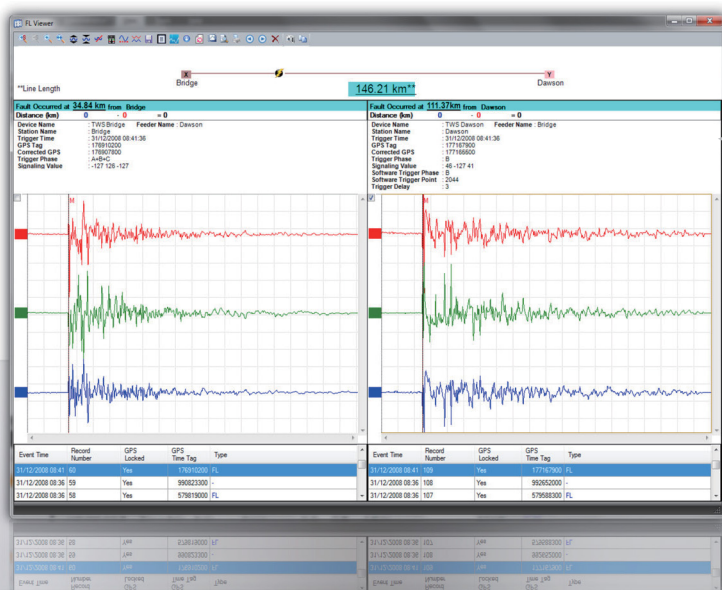 FL Viewer
X
Y
Bridge
Dawson
**Line Length
146.21 km**
Fault Occurred at 34.84 km from Bridge
Distance (km) 0 - 0 = 0
Device Name : TWS Bridge Feeder Name : Dawson
Station Name : Bridge
Trigger Time : 31/12/2008 08:41:36
GPS Tag : 176910200
Corrected GPS : 176907800
Trigger Phase : A+B+C
Signaling Value : -127 126 -127
M
Event Time Record Number GPS Locked GPS Time Tag Type
31/12/2008 08:41 60 Yes 176910200 FL
31/12/2008 08:36 59 Yes 990823300 -
31/12/2008 08:36 58 Yes 579819000 FL
Fault Occurred at 111.37km from Dawson
Distance (km) 0 - 0 = 0
Device Name : TWS Dawson Feeder Name : Bridge
Station Name : Dawson
Trigger Time : 31/12/2008 08:41:36
GPS Tag : 177167900
Corrected GPS : 177166600
Trigger Phase : B
Signaling Value : 46 -127 41
Software Trigger Phase : B
Software Trigger Point : 2044
Trigger Delay : 3
M
Event Time Record Number GPS Locked GPS Time Tag Type
31/12/2008 08:41 109 Yes 177167900 FL
31/12/2008 08:36 108 Yes 992652000 -
31/12/2008 08:36 107 Yes 579588300 FL